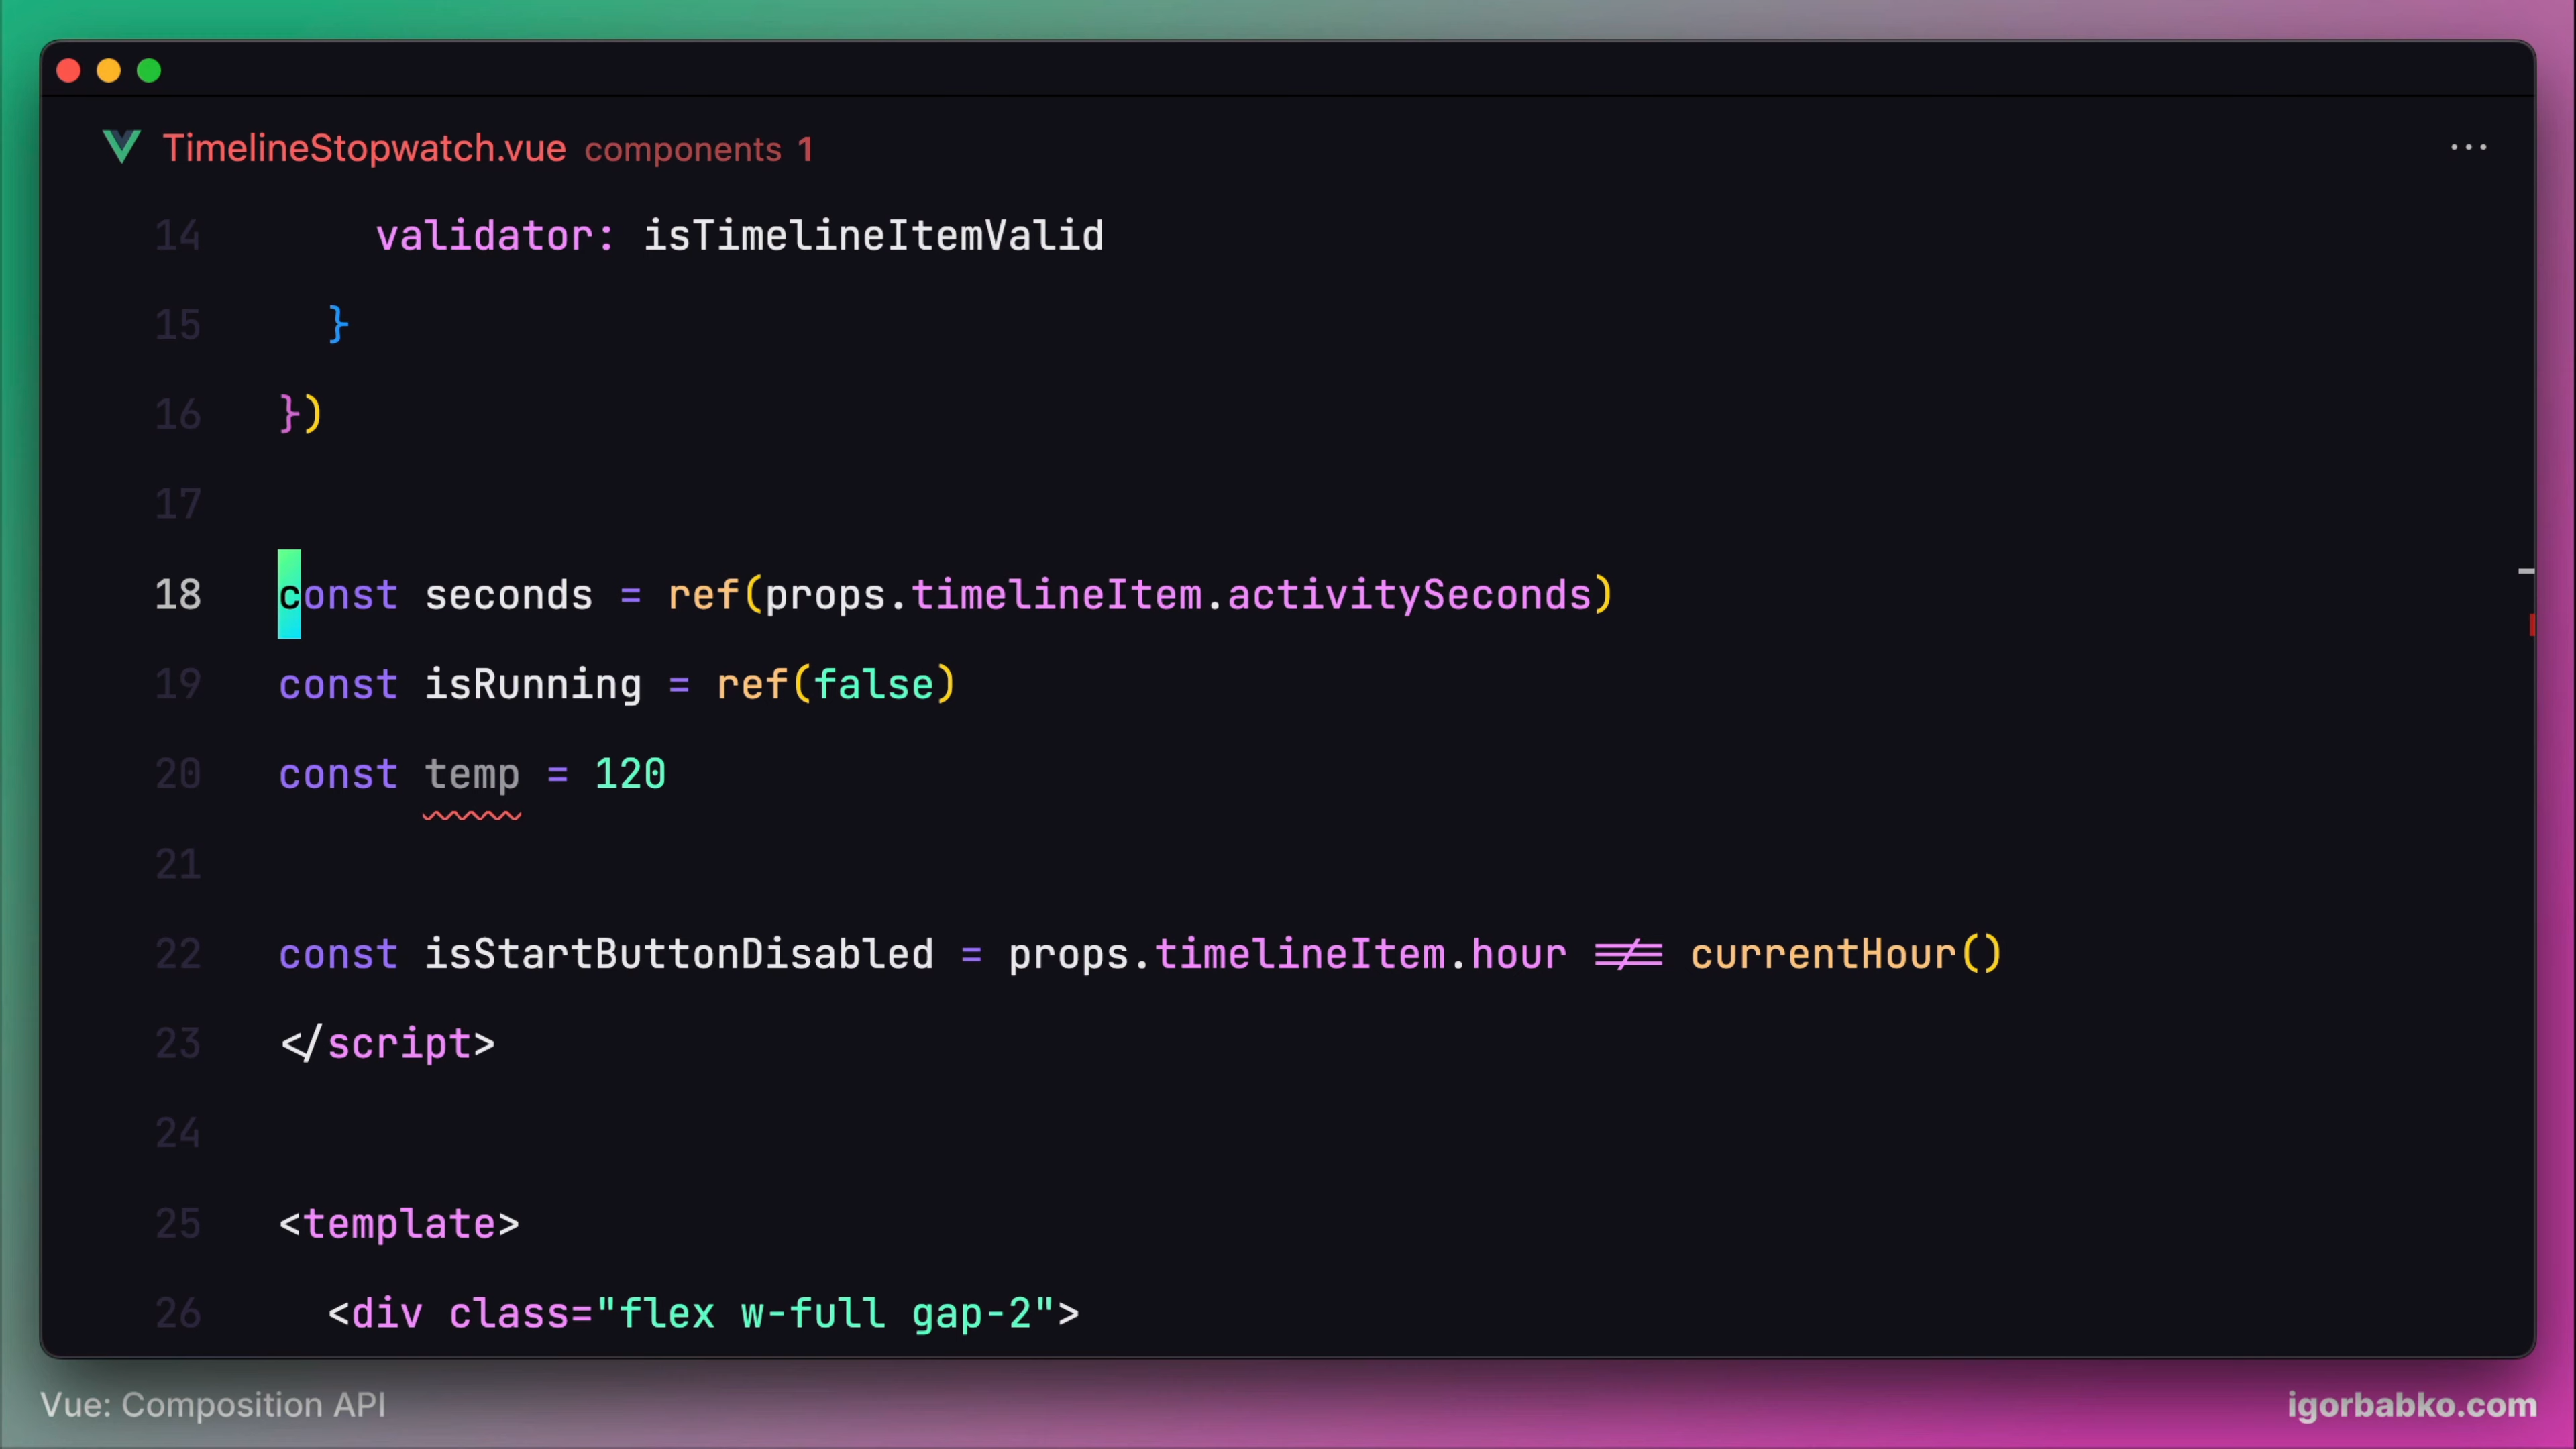 TimelineStopwatch.vue components 1
...
14 validator: isTimelineItemValid
15 }
16 })
17
18 const seconds = ref(props.timelineItem.activitySeconds)
19 const isRunning = ref(false)
20 const temp = 120
21
22 const isStartButtonDisabled = props.timelineItem.hour !== currentHour()
23 </script>
24
25 <template>
26 <div class="flex w-full gap-2">
Vue: Composition API
igorbabko.com